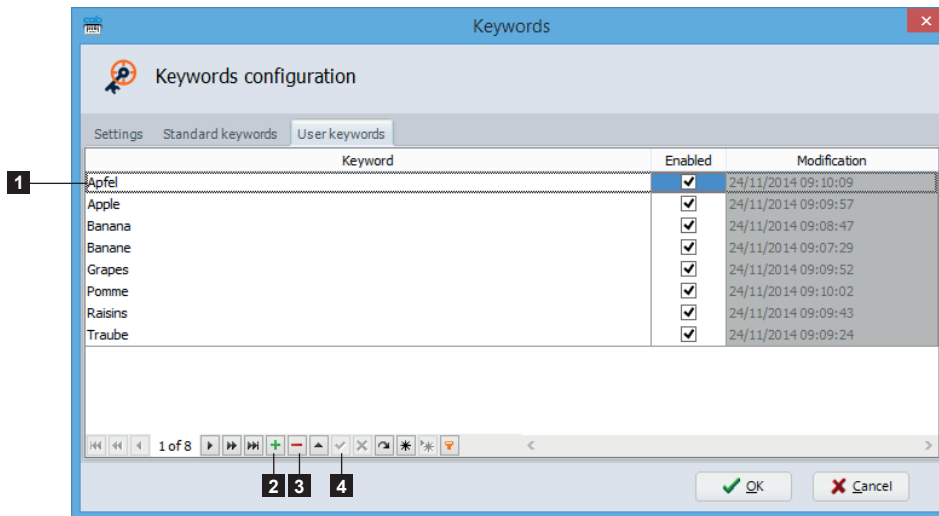 cab
Keywords
Keywords configuration
Settings Standard keywords User keywords
Keyword Enabled Modification
1
Apfel 24/11/2014 09:10:09
Apple 24/11/2014 09:09:57
Banana 24/11/2014 09:08:47
Banane 24/11/2014 09:07:29
Grapes 24/11/2014 09:09:52
Pomme 24/11/2014 09:10:02
Raisins 24/11/2014 09:09:43
Traube 24/11/2014 09:09:24
1 of 8
2 3 4
OK Cancel